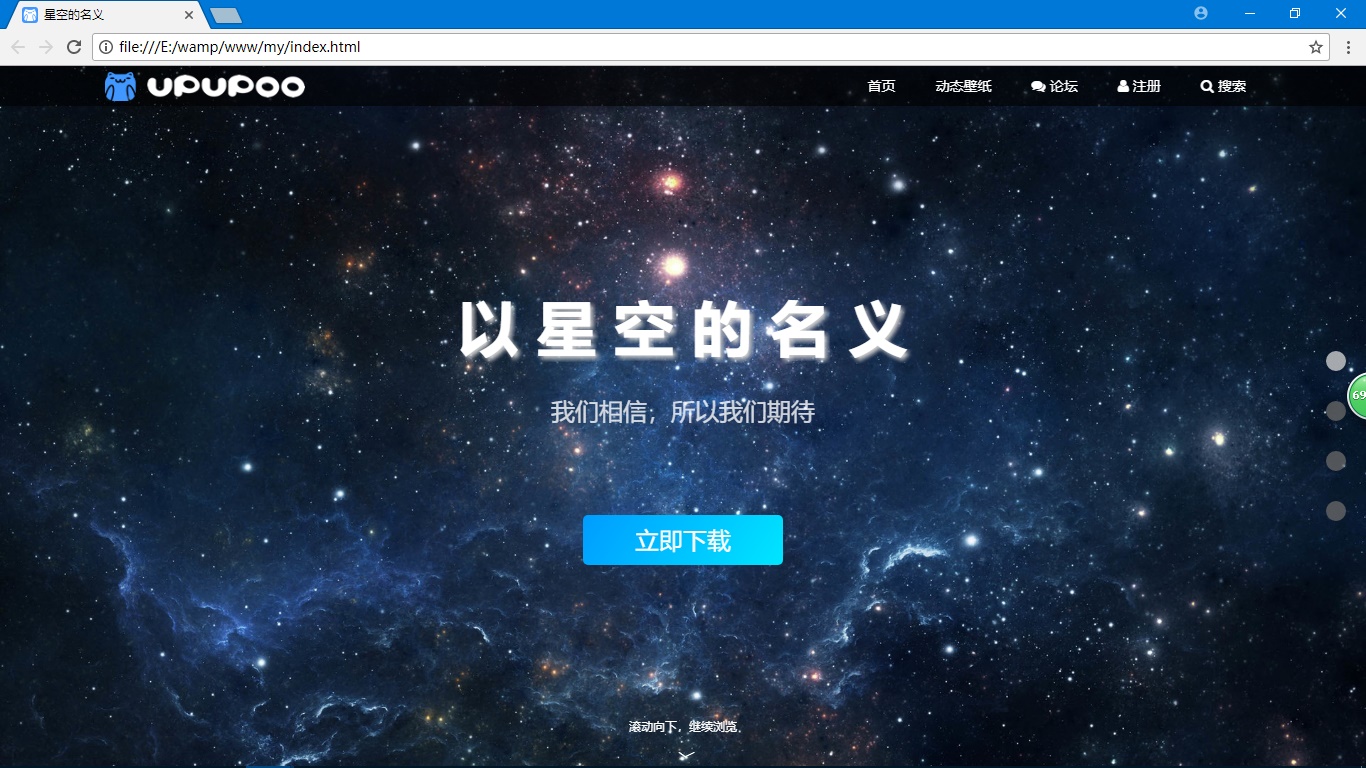 星空的名义
file:///E:/wamp/www/my/index.html
UPUPOO 首页 动态壁纸 论坛 注册 搜索
以星空的名义
我们相信，所以我们期待
69
立即下载
滚动向下，继续浏览